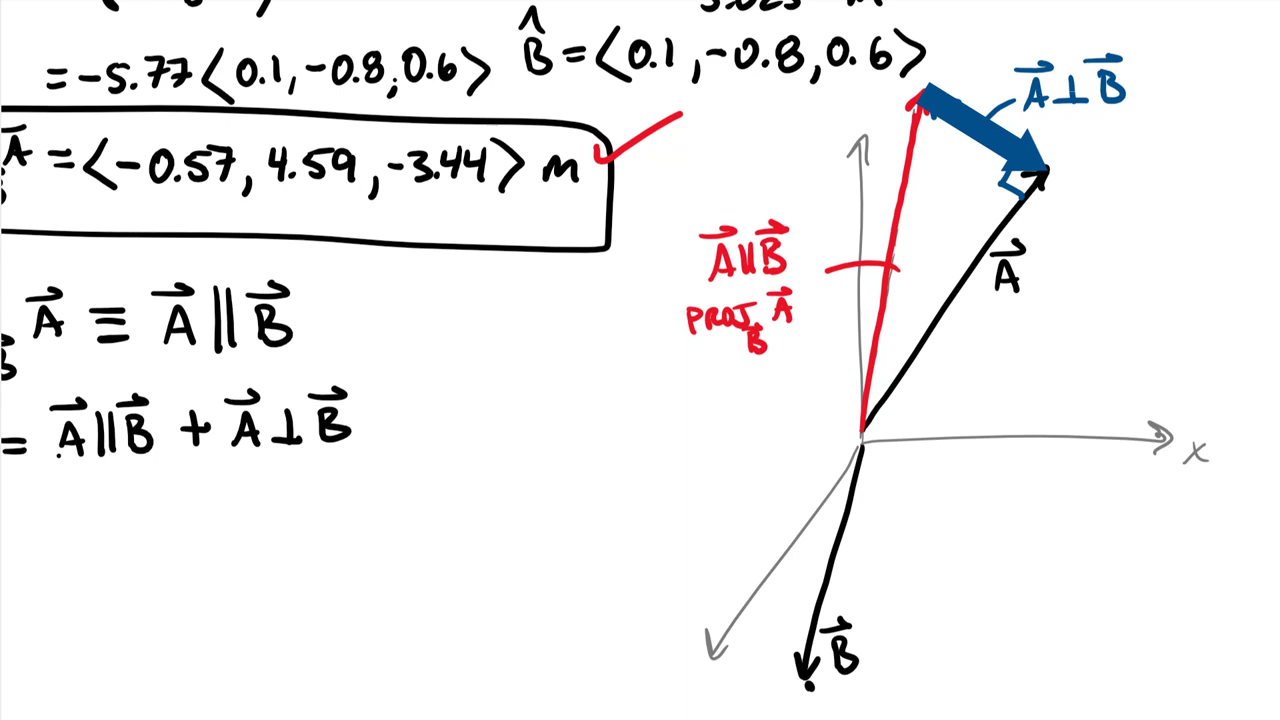 = -5.77 ⟨0.1, -0.8, 0.6⟩
B̂ = ⟨0.1, -0.8, 0.6⟩
A⃗ = ⟨-0.57, 4.59, -3.44⟩ m
A⃗ ≡ A⃗ ∥ B⃗
= A⃗ ∥ B⃗ + A⃗ ⊥ B⃗
A⃗ ⊥ B⃗
A⃗ ∥ B⃗
PROJ_B⃗ A⃗
A⃗
x
B⃗